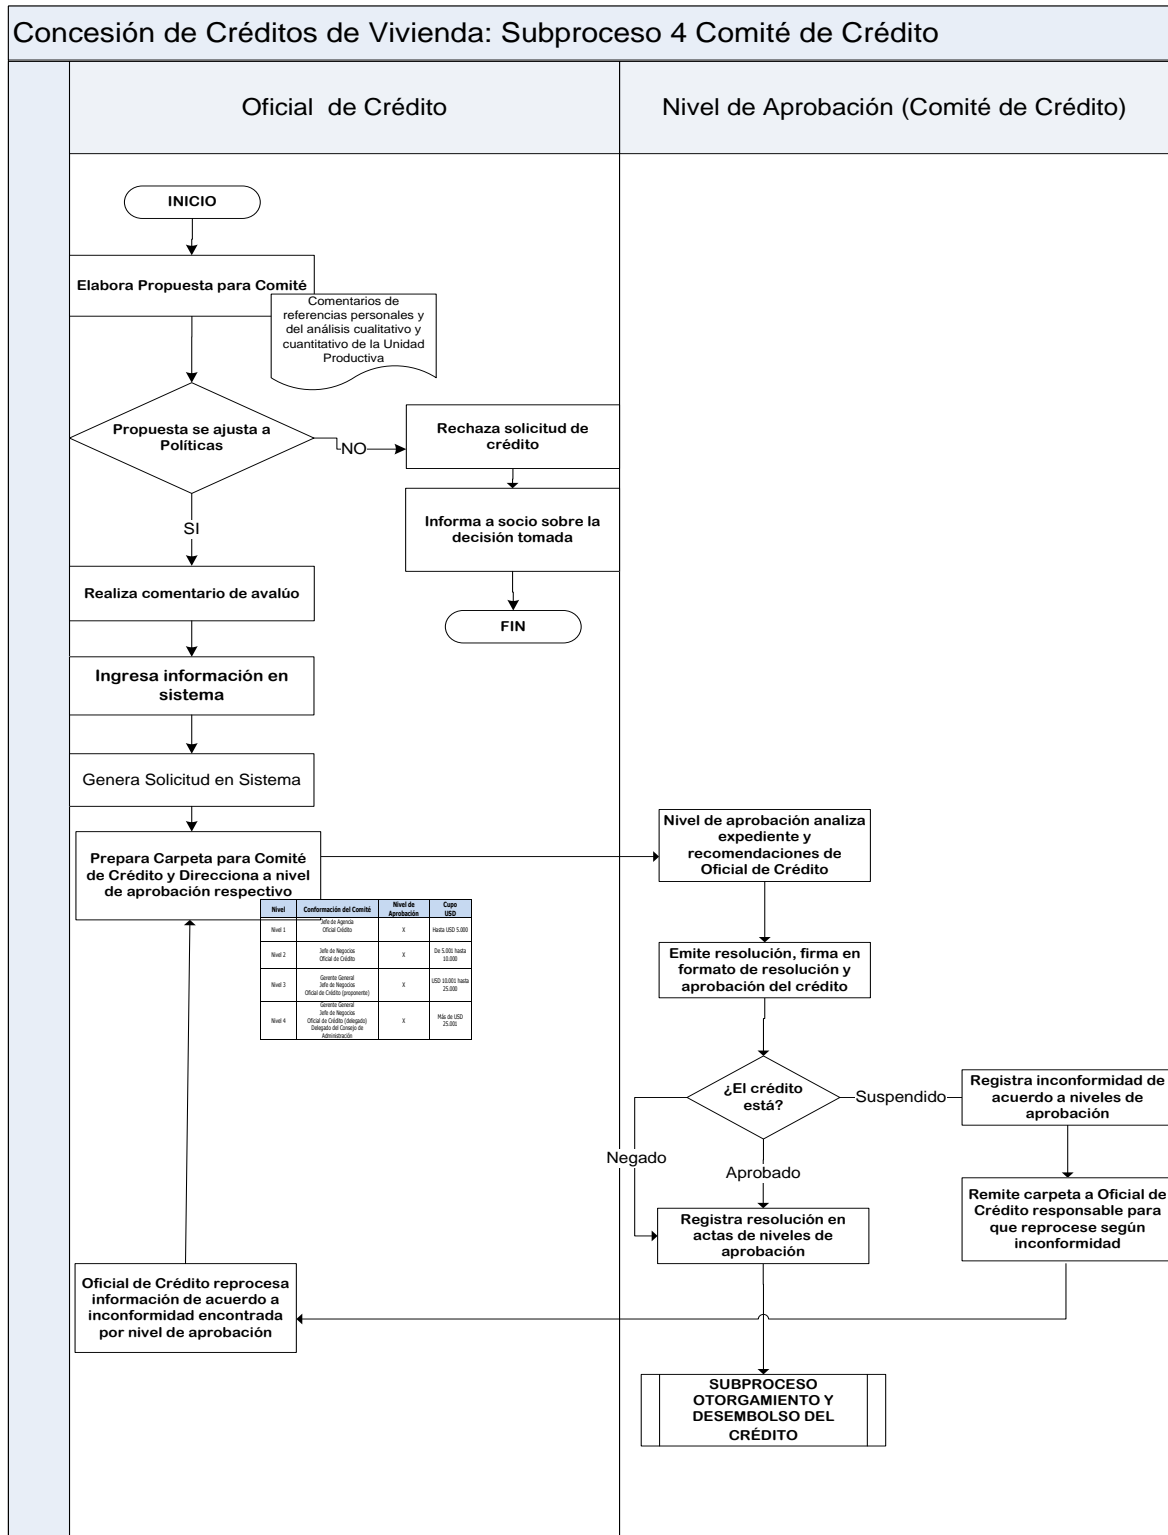 Concesión de Créditos de Vivienda: Subproceso 4 Comité de Crédito
Oficial de Crédito
Nivel de Aprobación (Comité de Crédito)
INICIO
Elabora Propuesta para Comité
Comentarios de
referencias personales y
del análisis cualitativo y
cuantitativo de la Unidad
Productiva
Propuesta se ajusta a
Políticas
NO
Rechaza solicitud de
crédito
Informa a socio sobre la
decisión tomada
FIN
SI
Realiza comentario de avalúo
Ingresa información en
sistema
Genera Solicitud en Sistema
Prepara Carpeta para Comité
de Crédito y Direcciona a nivel
de aprobación respectivo
Nivel
Conformación del Comité
Nivel de
Aprobación
Cupo
USD
Nivel 1
Jefe de Agencia
Oficial Crédito
X
Hasta USD 5.000
Nivel 2
Jefe de Negocios
Oficial de Crédito
X
De 5.001 hasta
10.000
Nivel 3
Gerente General
Jefe de Negocios
Oficial de Crédito (proponente)
X
USD 10.001 hasta
25.000
Nivel 4
Gerente General
Jefe de Negocios
Oficial de Crédito (delegado)
Delegado del Consejo de
Administración
X
Más de USD
25.001
Nivel de aprobación analiza
expediente y
recomendaciones de
Oficial de Crédito
Emite resolución, firma en
formato de resolución y
aprobación del crédito
¿El crédito
está?
Suspendido
Registra inconformidad de
acuerdo a niveles de
aprobación
Negado
Aprobado
Remite carpeta a Oficial de
Crédito responsable para
que reprocese según
inconformidad
Registra resolución en
actas de niveles de
aprobación
Oficial de Crédito reprocesa
información de acuerdo a
inconformidad encontrada
por nivel de aprobación
SUBPROCESO
OTORGAMIENTO Y
DESEMBOLSO DEL
CRÉDITO